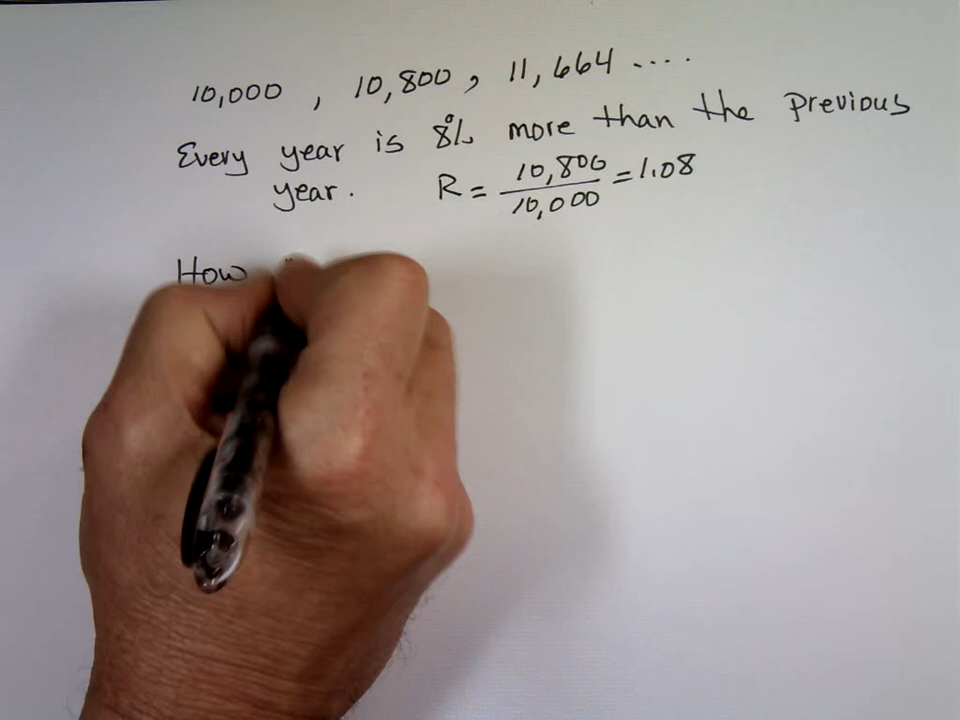 10,000 , 10,800 , 11,664 ....
Every year is 8% more than the previous
year. R = 10,800/10,000 = 1.08
How